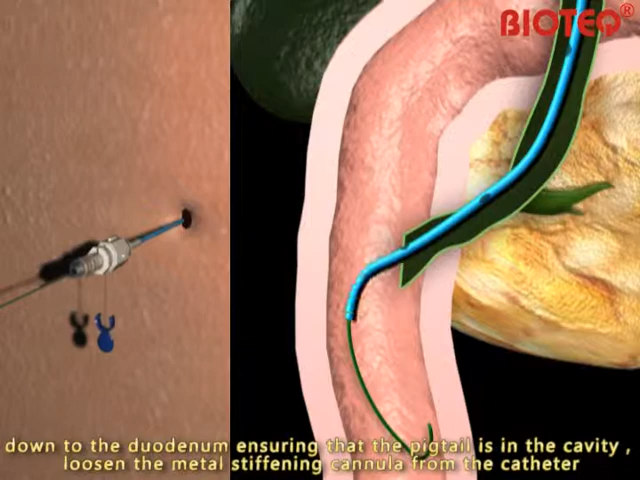 BIOTEQ®
down to the duodenum ensuring that the pigtail is in the cavity ,
loosen the metal stiffening cannula from the catheter